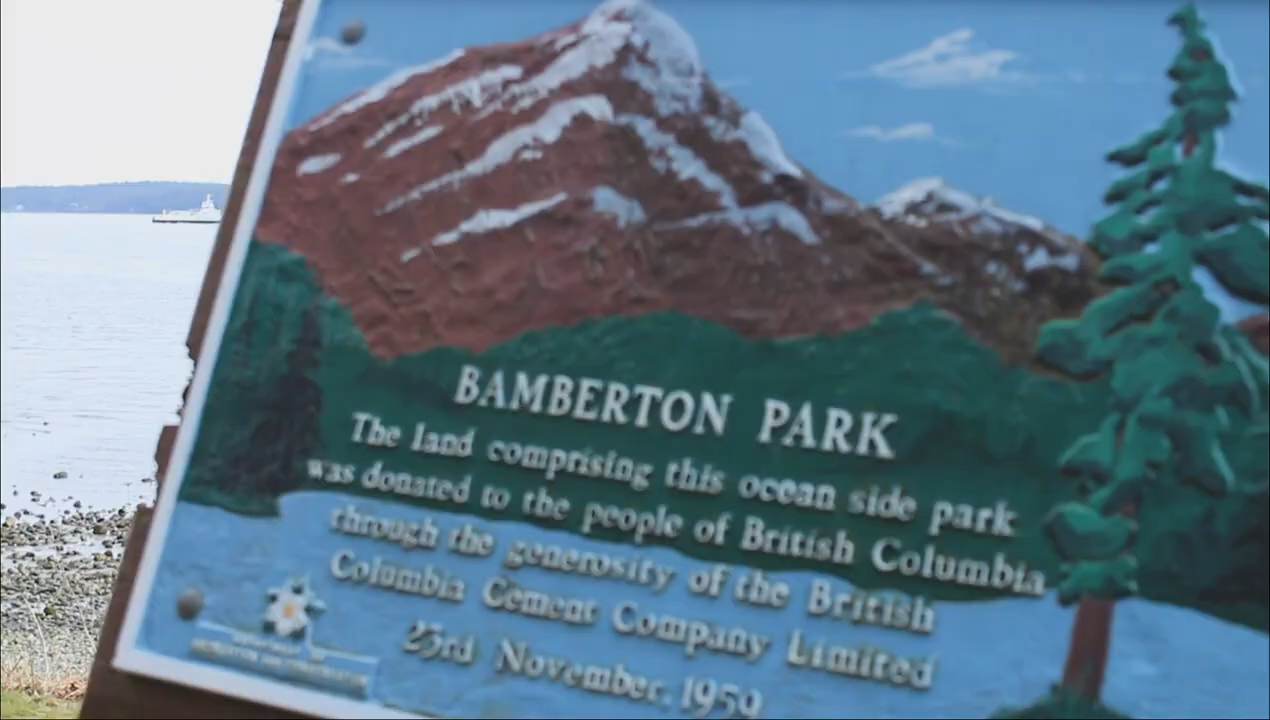 BAMBERTON PARK
The land comprising this ocean side park
was donated to the people of British Columbia
through the generosity of the British
Columbia Cement Company Limited
23rd November, 1959